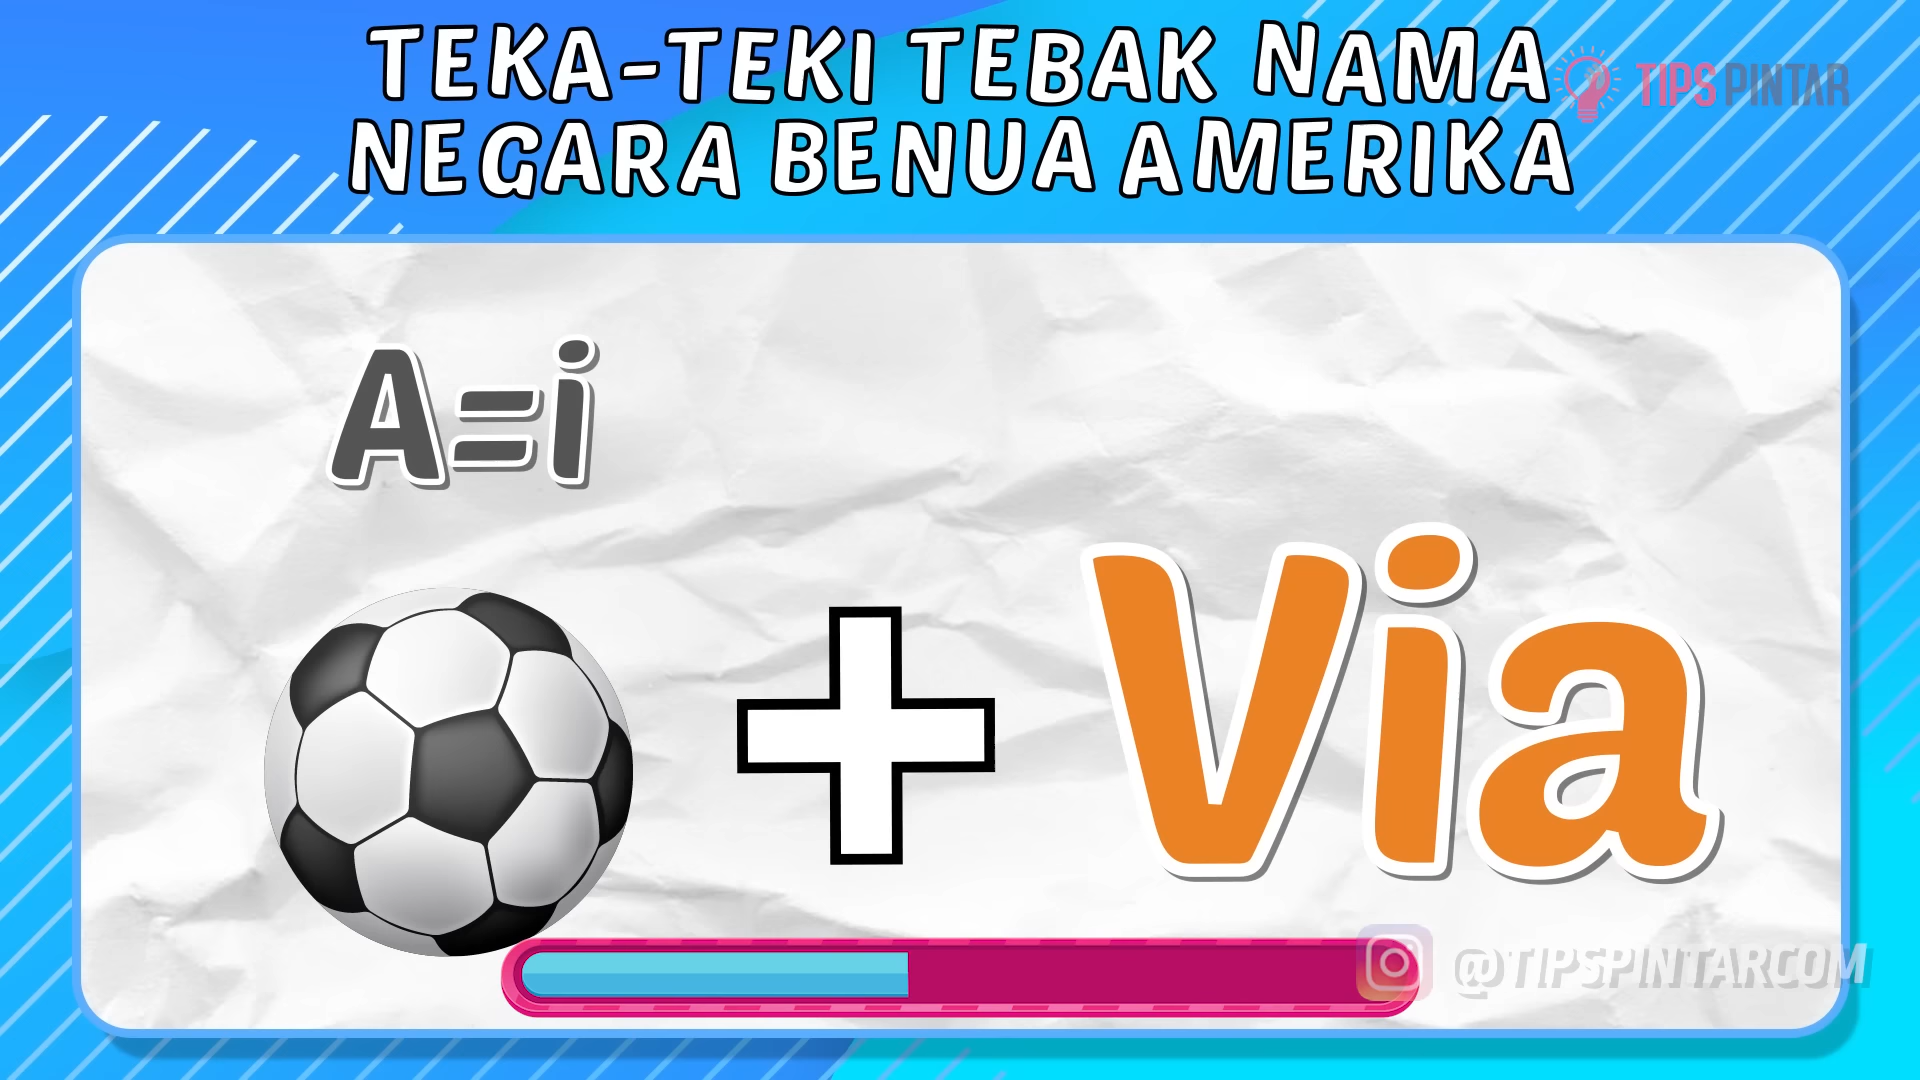 TEKA-TEKI TEBAK NAMA
NEGARA BENUA AMERIKA
TIPS PINTAR
A=i
Via
@TIPSPINTARCOM